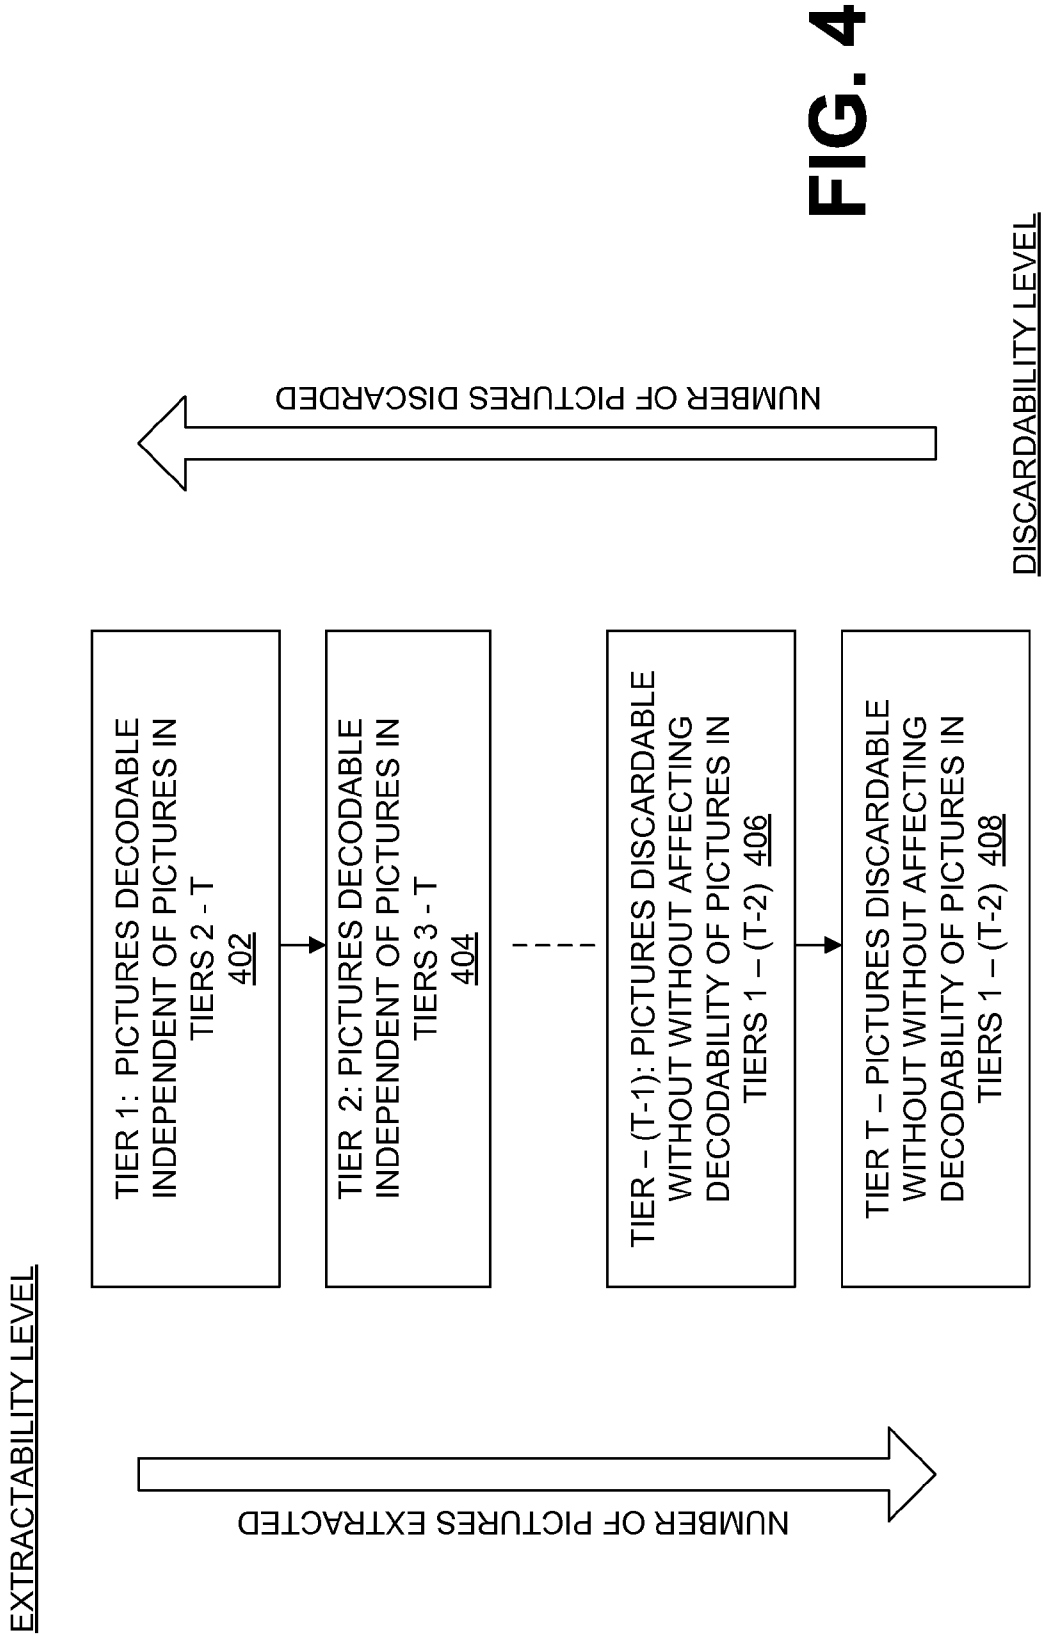 EXTRACTABILITY LEVEL
NUMBER OF PICTURES EXTRACTED
TIER 1: PICTURES DECODABLE
INDEPENDENT OF PICTURES IN
TIERS 2 - T
402
TIER 2: PICTURES DECODABLE
INDEPENDENT OF PICTURES IN
TIERS 3 - T
404
TIER – (T-1): PICTURES DISCARDABLE
WITHOUT WITHOUT AFFECTING
DECODABILITY OF PICTURES IN
TIERS 1 – (T-2) 406
TIER T – PICTURES DISCARDABLE
WITHOUT WITHOUT AFFECTING
DECODABILITY OF PICTURES IN
TIERS 1 – (T-2) 408
NUMBER OF PICTURES DISCARDED
DISCARDABILITY LEVEL
FIG. 4